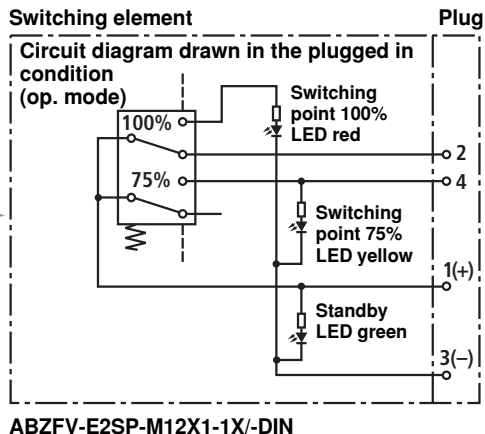 Switching element
Plug
Circuit diagram drawn in the plugged in
condition
(op. mode)
Switching
point 100%
LED red
100%
2
75%
4
Switching
point 75%
LED yellow
1(+)
Standby
LED green
3(−)
ABZFV-E2SP-M12X1-1X/-DIN